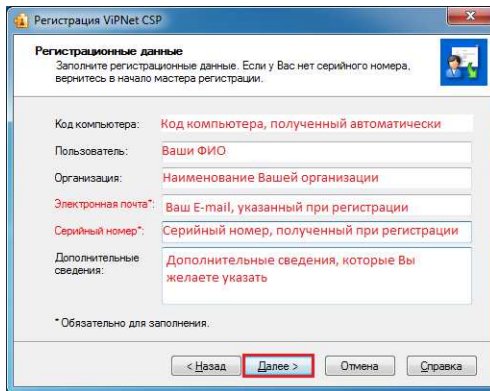 Регистрация ViPNet CSP
Регистрационные данные
Заполните регистрационные данные. Если у Вас нет серийного номера,
вернитесь в начало мастера регистрации.
Код компьютера: Код компьютера, полученный автоматически
Пользователь: Ваши ФИО
Организация: Наименование Вашей организации
Электронная почта*: Ваш E-mail, указанный при регистрации
Серийный номер*: Серийный номер, полученный при регистрации
Дополнительные Дополнительные сведения, которые Вы
сведения: желаете указать
* Обязательно для заполнения.
< Назад Далее > Отмена Справка